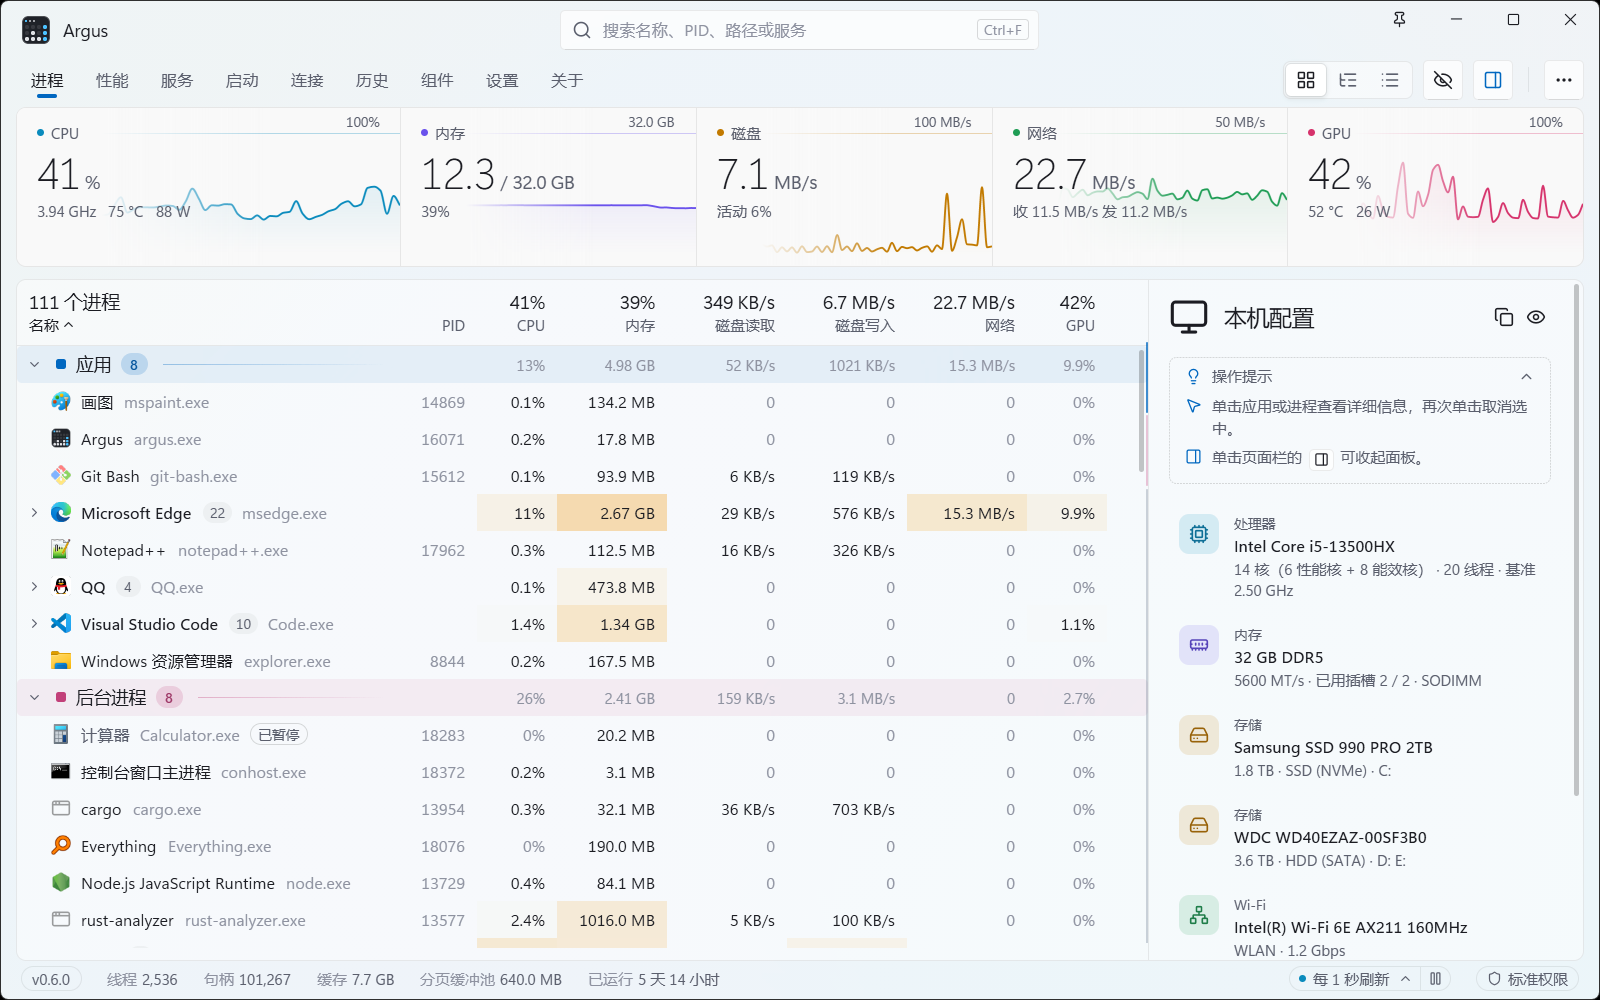 Argus
搜索名称、PID、路径或服务 Ctrl+F
进程 性能 服务 启动 连接 历史 组件 设置 关于
CPU 100%
41 %
3.94 GHz 75 °C 88 W
内存 32.0 GB
12.3 / 32.0 GB
39%
磁盘 100 MB/s
7.1 MB/s
活动 6%
网络 50 MB/s
22.7 MB/s
收 11.5 MB/s 发 11.2 MB/s
GPU 100%
42 %
52 °C 26 W
111 个进程 41% 39% 349 KB/s 6.7 MB/s 22.7 MB/s 42%
名称 PID CPU 内存 磁盘读取 磁盘写入 网络 GPU
应用 8 13% 4.98 GB 52 KB/s 1021 KB/s 15.3 MB/s 9.9%
画图 mspaint.exe 14869 0.1% 134.2 MB 0 0 0 0%
Argus argus.exe 16071 0.2% 17.8 MB 0 0 0 0%
Git Bash git-bash.exe 15612 0.1% 93.9 MB 6 KB/s 119 KB/s 0 0%
Microsoft Edge 22 msedge.exe 11% 2.67 GB 29 KB/s 576 KB/s 15.3 MB/s 9.9%
Notepad++ notepad++.exe 17962 0.3% 112.5 MB 16 KB/s 326 KB/s 0 0%
QQ 4 QQ.exe 0.1% 473.8 MB 0 0 0 0%
Visual Studio Code 10 Code.exe 1.4% 1.34 GB 0 0 0 1.1%
Windows 资源管理器 explorer.exe 8844 0.2% 167.5 MB 0 0 0 0%
后台进程 8 26% 2.41 GB 159 KB/s 3.1 MB/s 0 2.7%
计算器 Calculator.exe 已暂停 18283 0% 20.2 MB 0 0 0 0%
控制台窗口主进程 conhost.exe 18372 0.2% 3.1 MB 0 0 0 0%
cargo cargo.exe 13954 0.3% 32.1 MB 36 KB/s 703 KB/s 0 0%
Everything Everything.exe 18076 0% 190.0 MB 0 0 0 0%
Node.js JavaScript Runtime node.exe 13729 0.4% 84.1 MB 0 0 0 0%
rust-analyzer rust-analyzer.exe 13577 2.4% 1016.0 MB 5 KB/s 100 KB/s 0 0%
本机配置
操作提示
单击应用或进程查看详细信息，再次单击取消选
中。
单击页面栏的 可收起面板。
处理器
Intel Core i5-13500HX
14 核（6 性能核 + 8 能效核） · 20 线程 · 基准
2.50 GHz
内存
32 GB DDR5
5600 MT/s · 已用插槽 2 / 2 · SODIMM
存储
Samsung SSD 990 PRO 2TB
1.8 TB · SSD (NVMe) · C:
存储
WDC WD40EZAZ-00SF3B0
3.6 TB · HDD (SATA) · D: E:
Wi-Fi
Intel(R) Wi-Fi 6E AX211 160MHz
WLAN · 1.2 Gbps
v0.6.0 线程 2,536 句柄 101,267 缓存 7.7 GB 分页缓冲池 640.0 MB 已运行 5 天 14 小时 每 1 秒刷新 标准权限